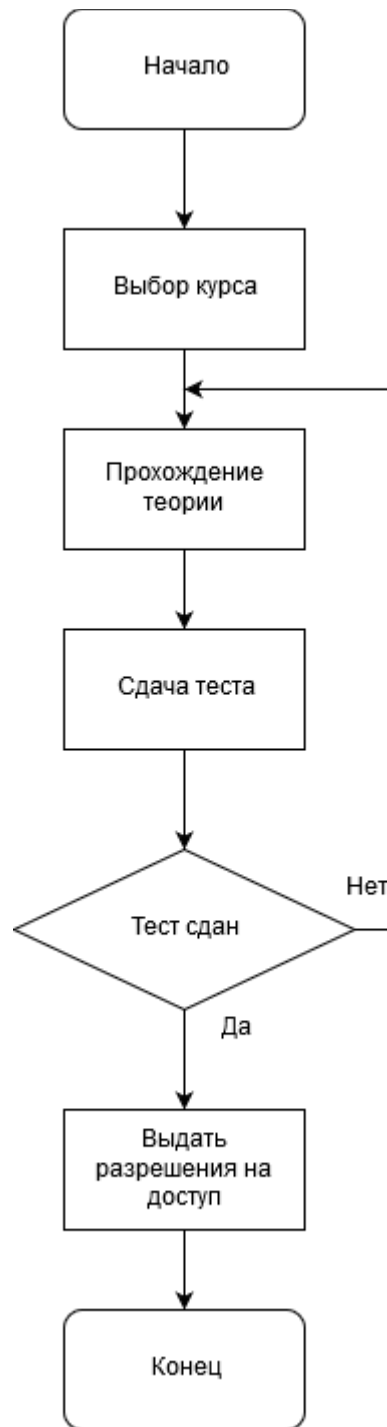 Начало
Выбор курса
Прохождение
теории
Сдача теста
Нет
Тест сдан
Да
Выдать
разрешения на
доступ
Конец